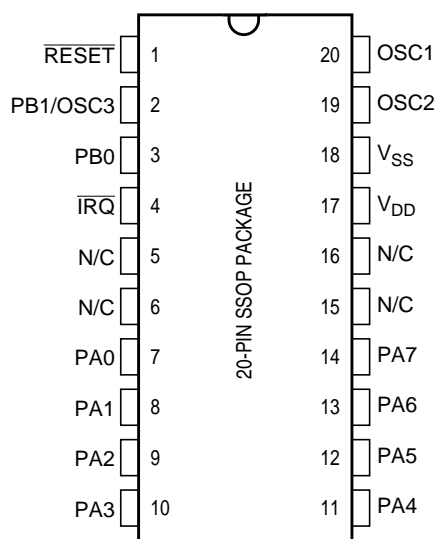 R̅E̅S̅E̅T̅ 1 20 OSC1
PB1/OSC3 2 19 OSC2
PB0 3 18 VSS
I̅R̅Q̅ 4 17 VDD
N/C 5 16 N/C
N/C 6 15 N/C
PA0 7 14 PA7
PA1 8 13 PA6
PA2 9 12 PA5
PA3 10 11 PA4
20-PIN SSOP PACKAGE